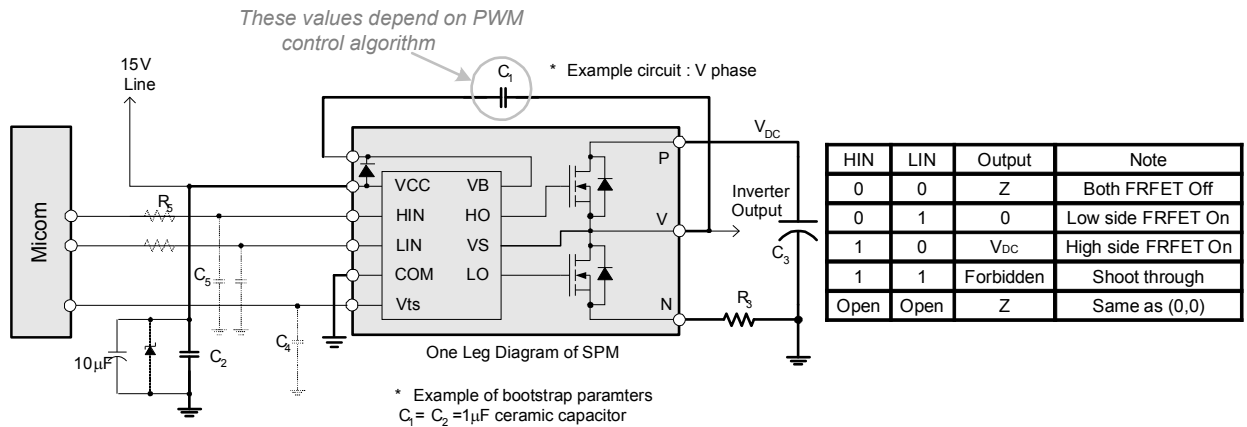 These values depend on PWM
control algorithm
15V
Line
C1
* Example circuit : V phase
VDC
P
Micom
R5
VCC
VB
HIN
HO
LIN
VS
COM
LO
Vts
V
N
Inverter
Output
C3
R3
C5
C4
10μF
C2
One Leg Diagram of SPM
* Example of bootstrap paramters
C1= C2 =1μF ceramic capacitor
HIN LIN Output Note
0 0 Z Both FRFET Off
0 1 0 Low side FRFET On
1 0 VDC High side FRFET On
1 1 Forbidden Shoot through
Open Open Z Same as (0,0)